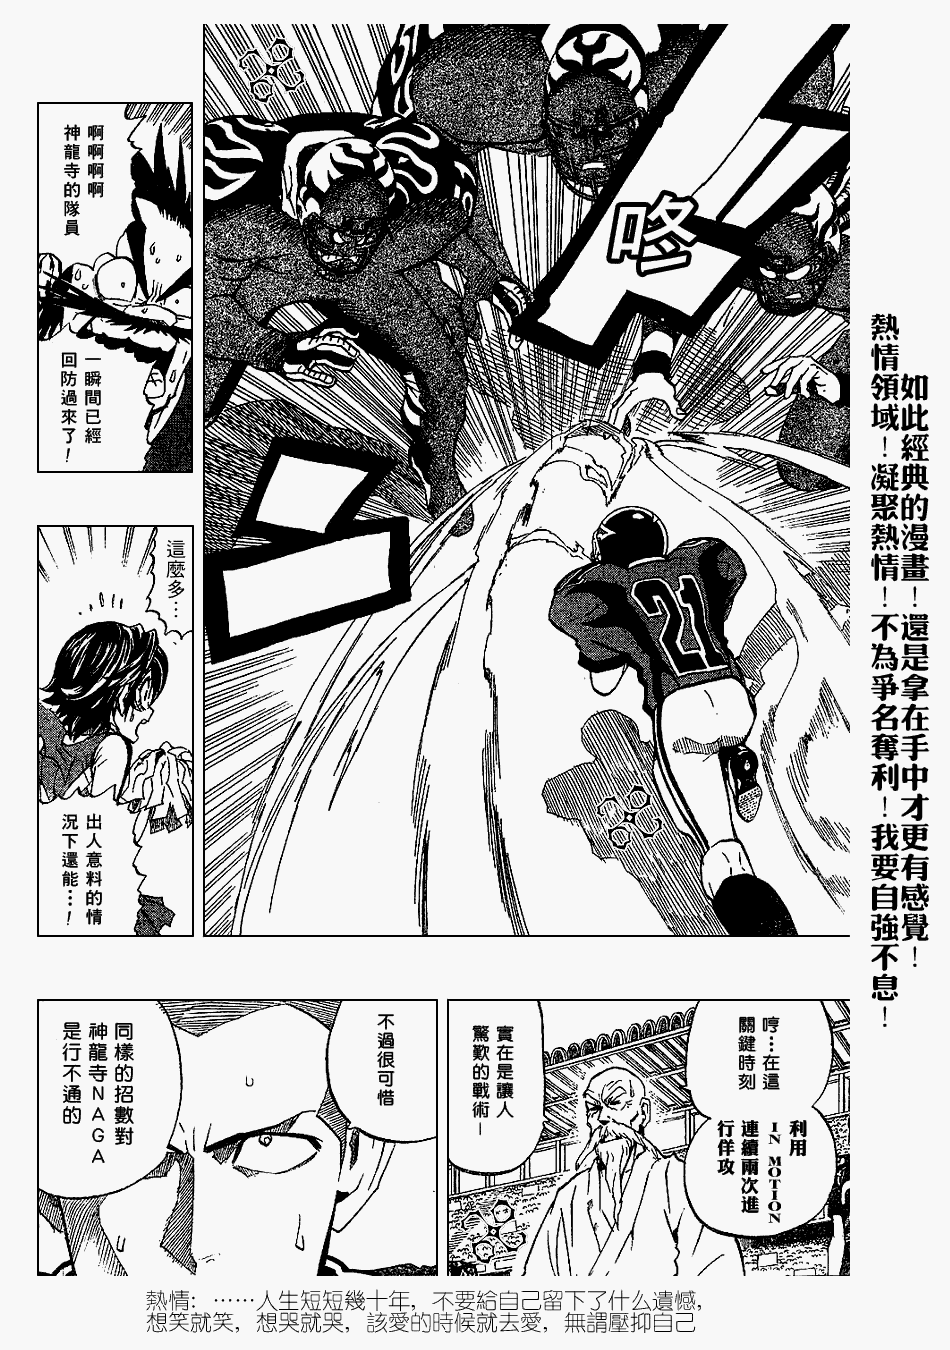 咚
啊啊啊啊
神龍寺的隊員
一瞬間已經
回防過來了!
這麼多…
出人意料的情
況下還能…!
哼…在這
關鍵時刻
利用
IN MOTION
連續兩次進
行佯攻
實在是讓人
驚歎的戰術—
不過很可惜
同樣的招數對
神龍寺NAGA
是行不通的
如此經典的漫畫!還是拿在手中才更有感覺!
熱情領域!凝聚熱情!不為爭名奪利!我要自強不息!
熱情: ……人生短短幾十年, 不要給自己留下了什么遺憾,
想笑就笑, 想哭就哭, 該愛的時候就去愛, 無謂壓抑自己